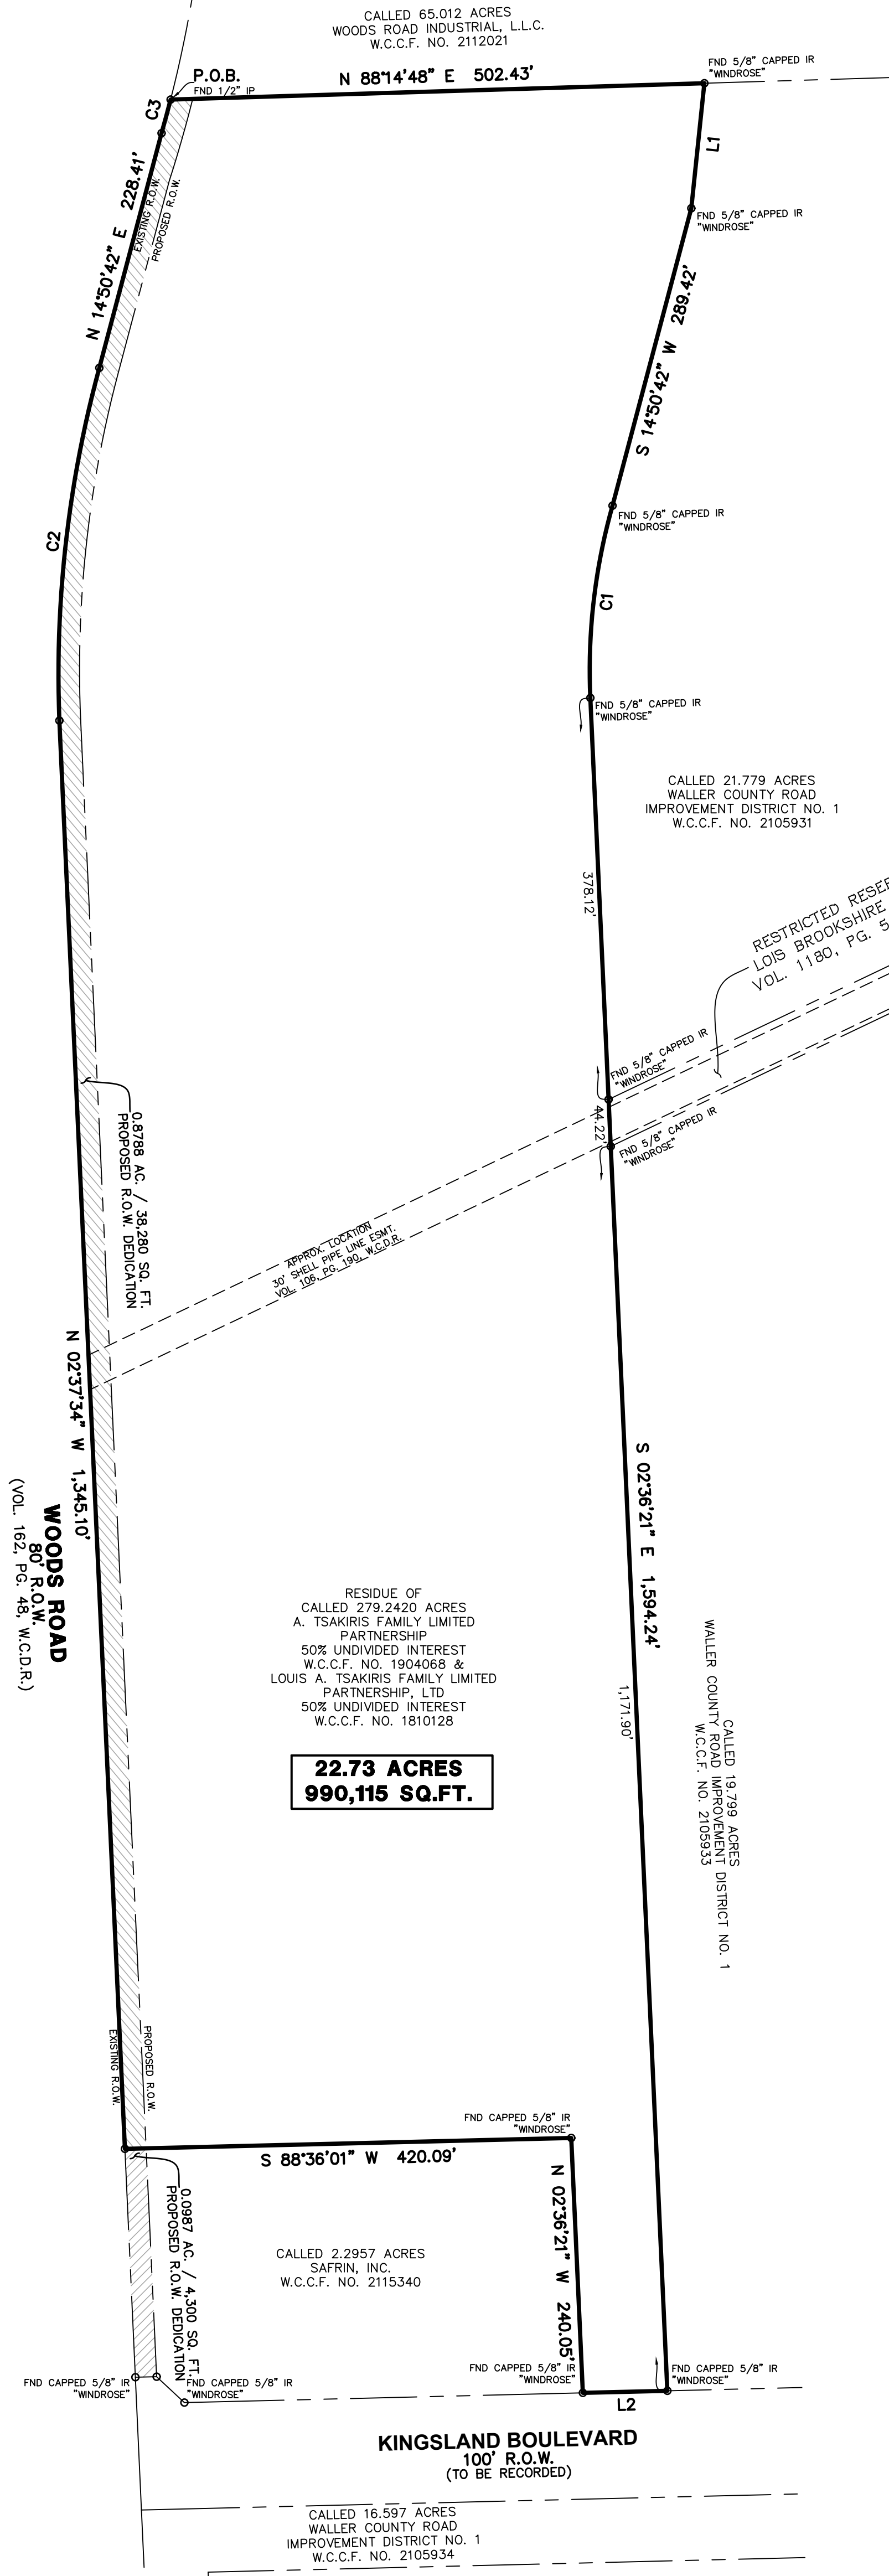 CALLED 65.012 ACRES
WOODS ROAD INDUSTRIAL, L.L.C.
W.C.C.F. NO. 2112021
FND 5/8" CAPPED IR
"WINDROSE"
P.O.B.
FND 1/2" IP
N 88°14'48" E 502.43'
C3
L1
N 14°50'42" E 228.41'
EXISTING R.O.W.
PROPOSED R.O.W.
FND 5/8" CAPPED IR
"WINDROSE"
S 14°50'42" W 289.42'
FND 5/8" CAPPED IR
"WINDROSE"
C2
C1
FND 5/8" CAPPED IR
"WINDROSE"
CALLED 21.779 ACRES
WALLER COUNTY ROAD
IMPROVEMENT DISTRICT NO. 1
W.C.C.F. NO. 2105931
378.12'
RESTRICTED RESE
LOIS BROOKSHIRE
VOL. 1180, PG. 5
FND 5/8" CAPPED IR
"WINDROSE"
44.22'
FND 5/8" CAPPED IR
"WINDROSE"
0.8788 AC. / 38,280 SQ. FT.
PROPOSED R.O.W. DEDICATION
APPROX. LOCATION
30' SHELL PIPE LINE ESMT.
VOL. 106, PG. 190, W.C.D.R.
N 02°37'34" W 1,345.10'
WOODS ROAD
80' R.O.W.
(VOL. 162, PG. 48, W.C.D.R.)
S 02°36'21" E 1,594.24'
RESIDUE OF
CALLED 279.2420 ACRES
A. TSAKIRIS FAMILY LIMITED
PARTNERSHIP
50% UNDIVIDED INTEREST
W.C.C.F. NO. 1904068 &
LOUIS A. TSAKIRIS FAMILY LIMITED
PARTNERSHIP, LTD
50% UNDIVIDED INTEREST
W.C.C.F. NO. 1810128
1,171.90'
CALLED 19.799 ACRES
WALLER COUNTY ROAD IMPROVEMENT DISTRICT NO. 1
W.C.C.F. NO. 2105933
22.73 ACRES
990,115 SQ.FT.
EXISTING R.O.W.
PROPOSED R.O.W.
FND CAPPED 5/8" IR
"WINDROSE"
S 88°36'01" W 420.09'
N 02°36'21" W 240.05'
0.0987 AC. / 4,300 SQ. FT.
PROPOSED R.O.W. DEDICATION
CALLED 2.2957 ACRES
SAFRIN, INC.
W.C.C.F. NO. 2115340
FND CAPPED 5/8" IR
"WINDROSE"
FND CAPPED 5/8" IR
"WINDROSE"
FND CAPPED 5/8" IR
"WINDROSE"
FND CAPPED 5/8" IR
"WINDROSE"
L2
KINGSLAND BOULEVARD
100' R.O.W.
(TO BE RECORDED)
CALLED 16.597 ACRES
WALLER COUNTY ROAD
IMPROVEMENT DISTRICT NO. 1
W.C.C.F. NO. 2105934